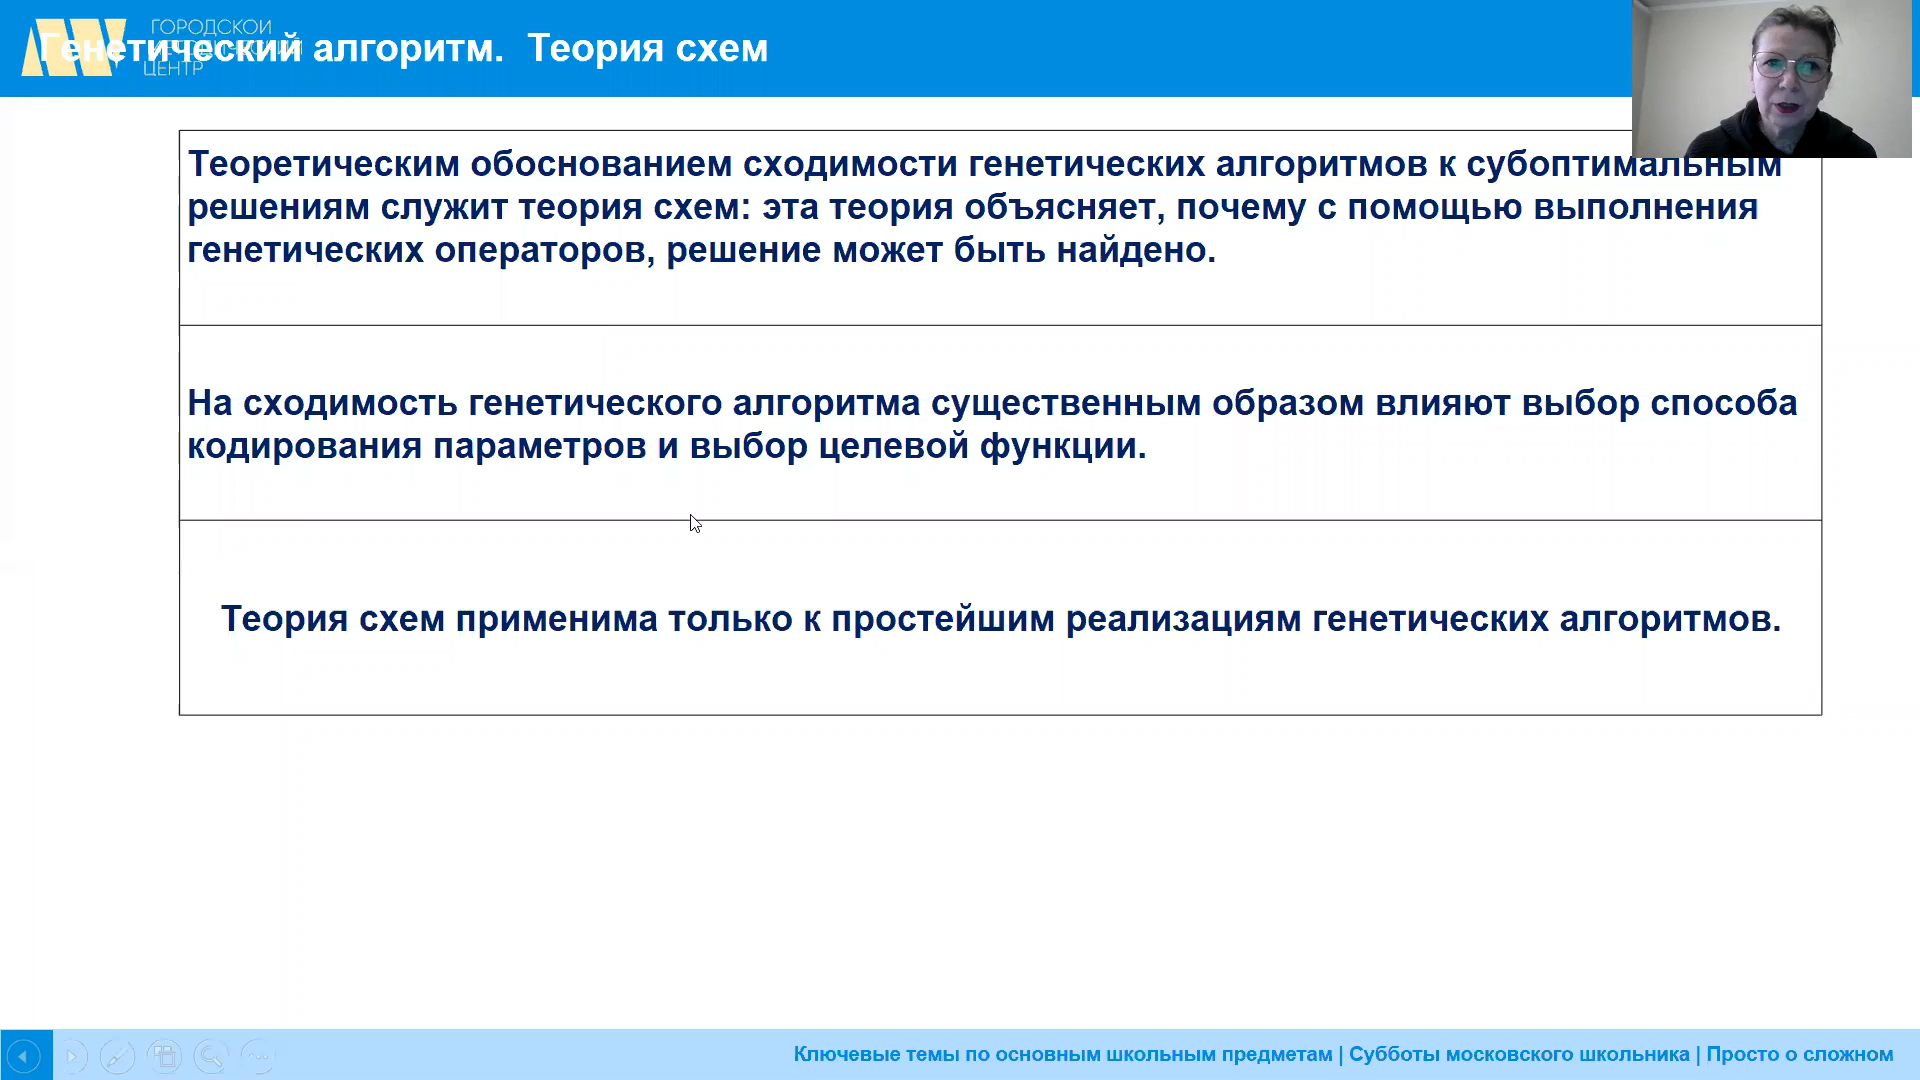 ГОРОДСКОЙ
Генетический алгоритм. Теория схем
ЦЕНТР
Теоретическим обоснованием сходимости генетических алгоритмов к субоптимальным
решениям служит теория схем: эта теория объясняет, почему с помощью выполнения
генетических операторов, решение может быть найдено.
На сходимость генетического алгоритма существенным образом влияют выбор способа
кодирования параметров и выбор целевой функции.
Теория схем применима только к простейшим реализациям генетических алгоритмов.
Ключевые темы по основным школьным предметам | Субботы московского школьника | Просто о сложном